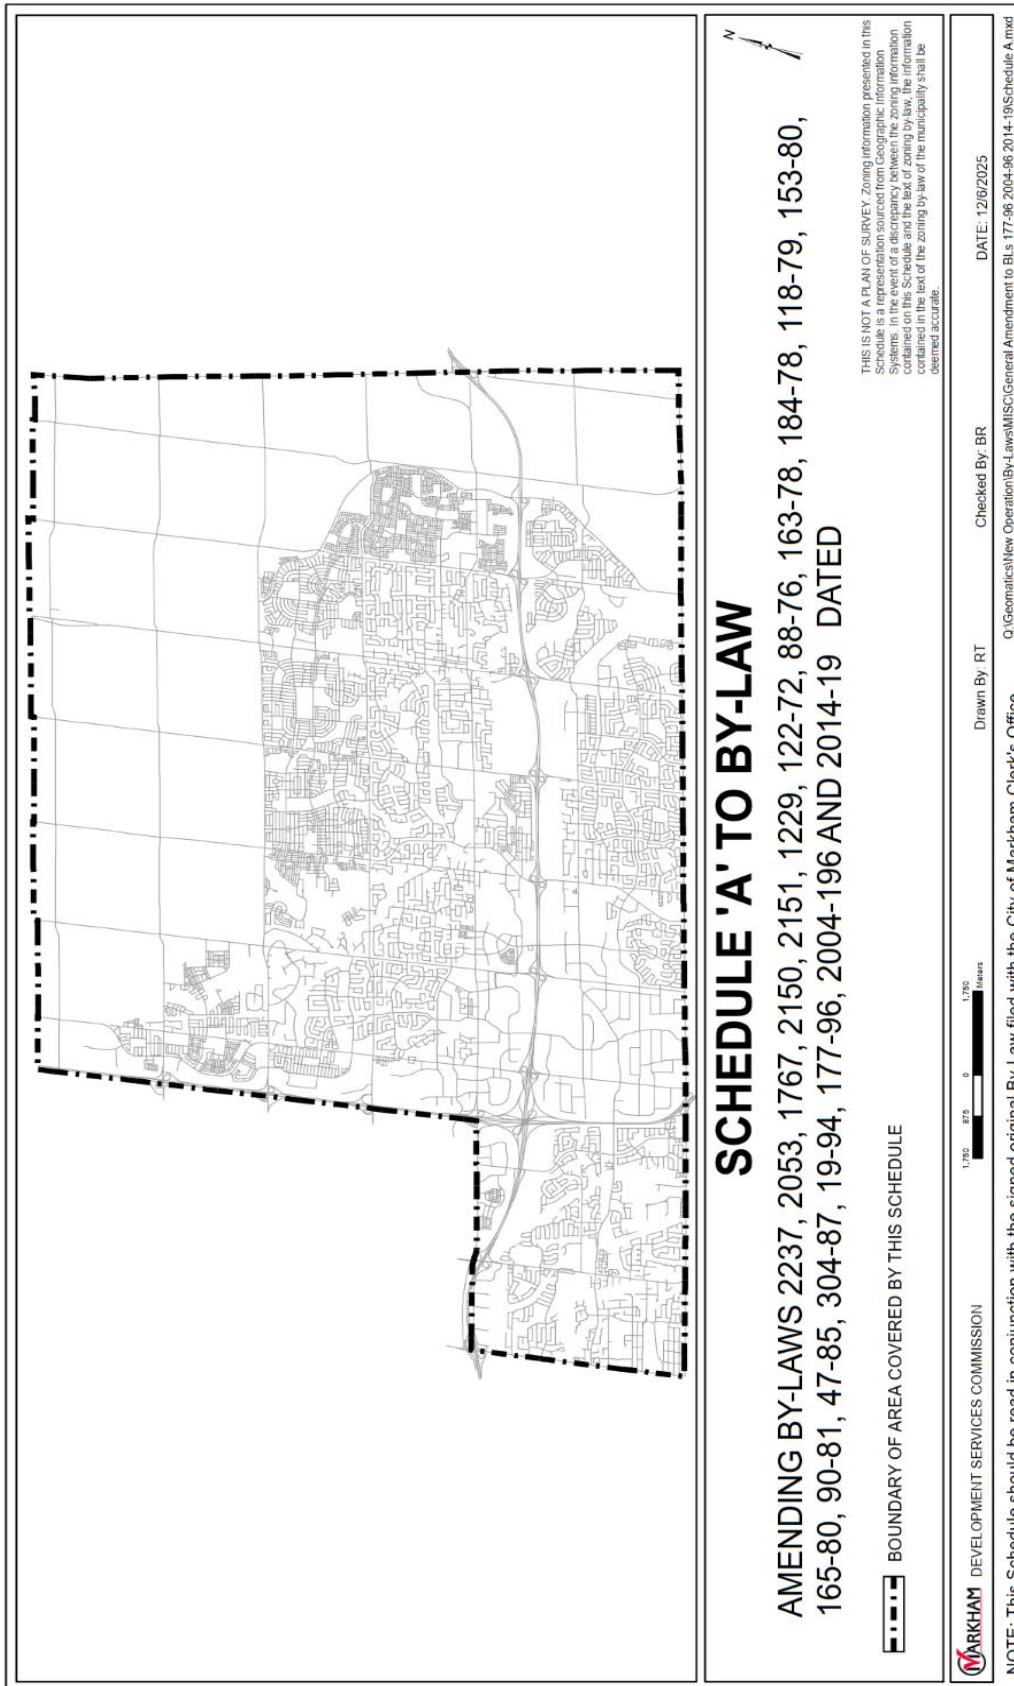 N
SCHEDULE 'A' TO BY-LAW
AMENDING BY-LAWS 2237, 2053, 1767, 2150, 2151, 1229, 122-72, 88-76, 163-78, 184-78, 118-79, 153-80,
165-80, 90-81, 47-85, 304-87, 19-94, 177-96, 2004-196 AND 2014-19 DATED
BOUNDARY OF AREA COVERED BY THIS SCHEDULE
THIS IS NOT A PLAN OF SURVEY. Zoning information presented in this
Schedule is a representation sourced from Geographic Information
Systems. In the event of a discrepancy between the zoning information
contained on this Schedule and the text of zoning by-law, the information
contained in the text of the zoning by-law of the municipality shall be
deemed accurate.
MARKHAM DEVELOPMENT SERVICES COMMISSION
1,750 875 0 1,750
Meters
Drawn By: RT
Checked By: BR
DATE: 12/6/2025
NOTE: This Schedule should be read in conjunction with the signed original By-Law filed with the City of Markham Clerk's Office
Q:\Geomatics\New Operation\By-Laws\MISC\General Amendment to BLs 177-96 2004-96 2014-19\Schedule A.mxd